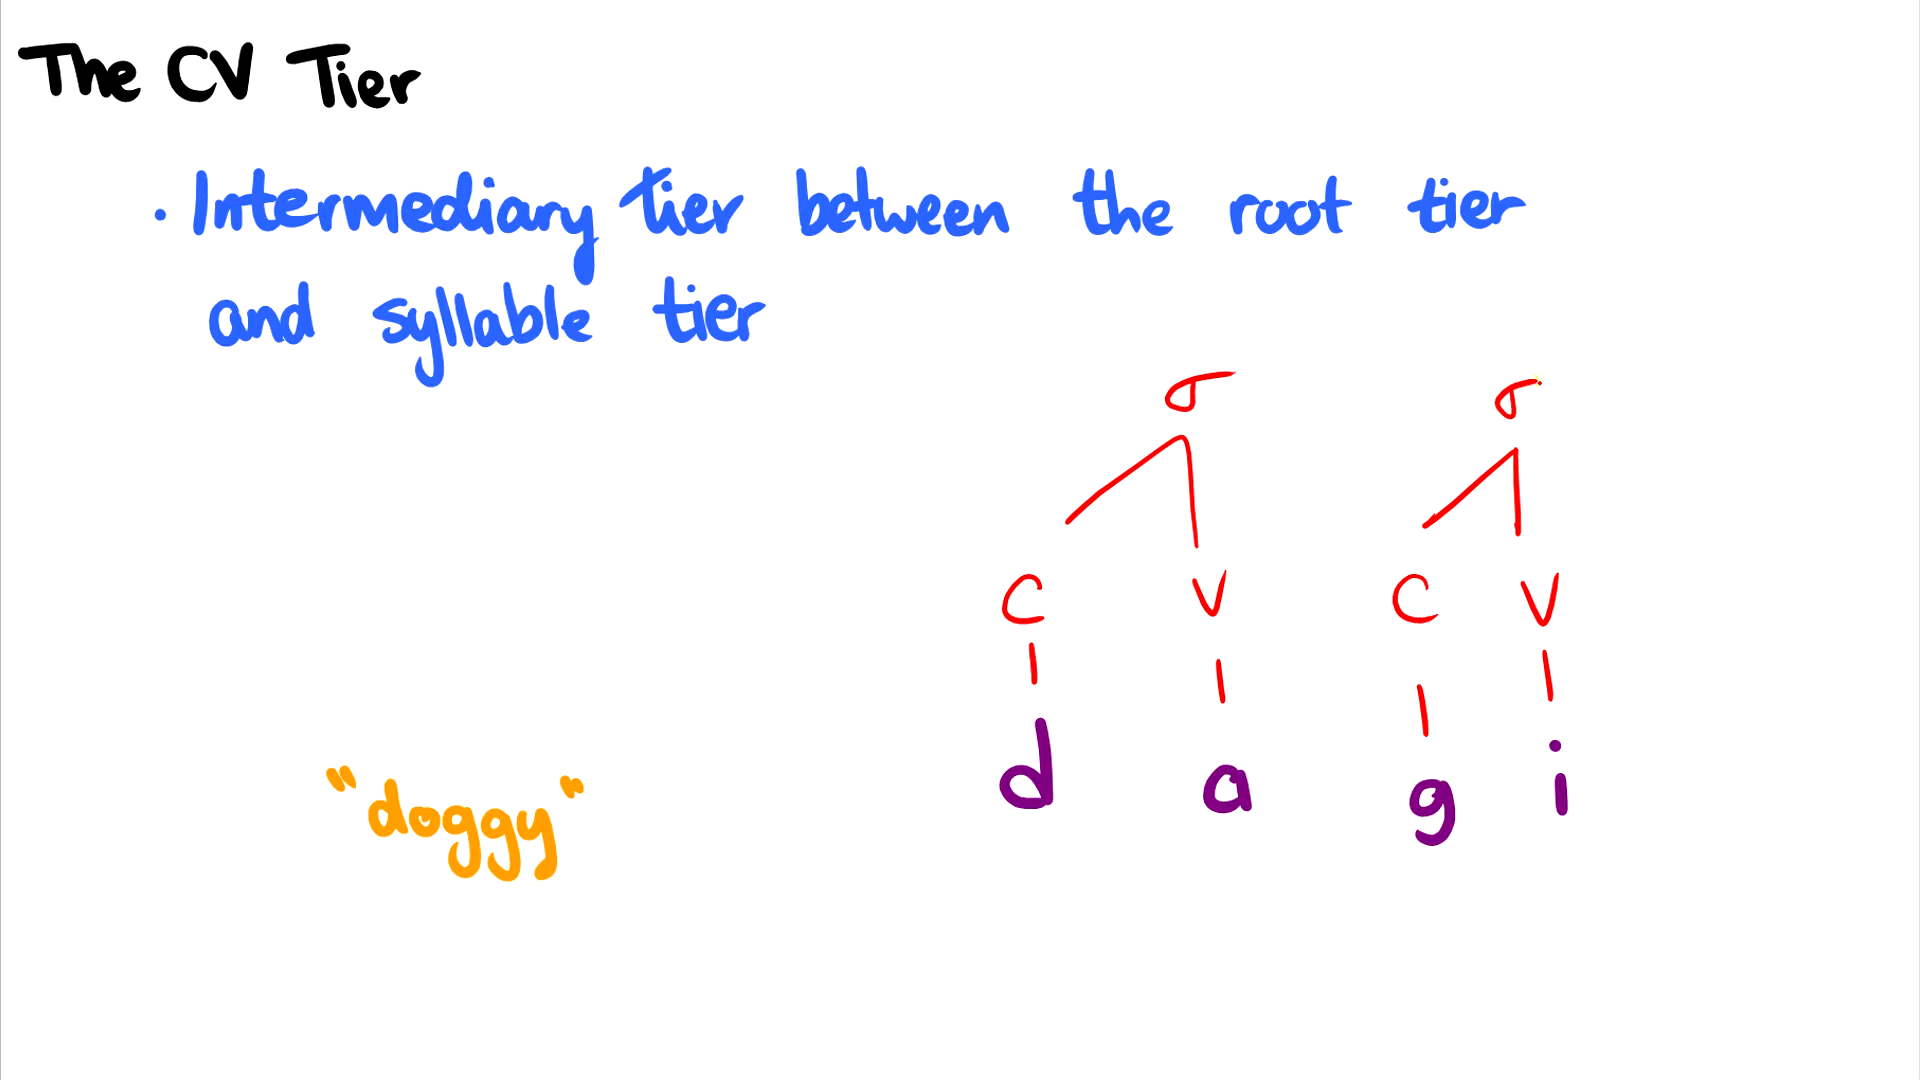 The CV Tier
· Intermediary tier between the root tier
and syllable tier
σ σ
C V C V
d a g i
"doggy"